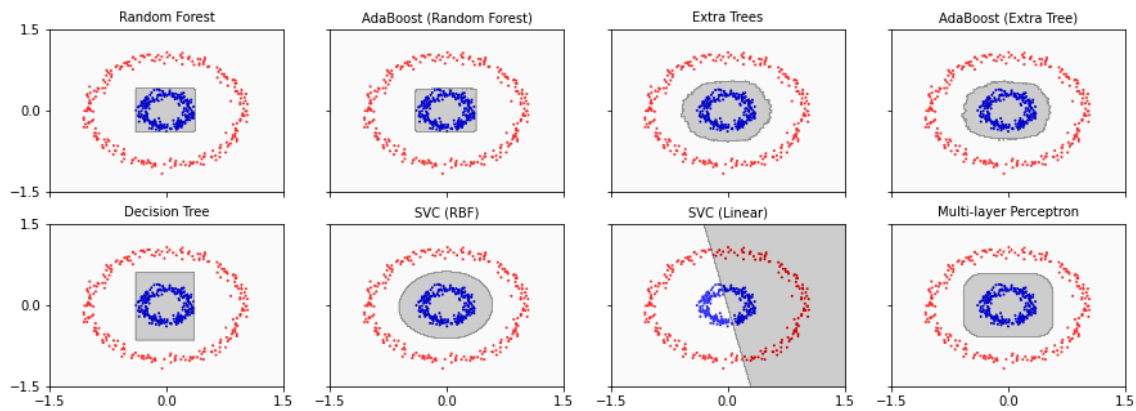 Random Forest
AdaBoost (Random Forest)
Extra Trees
AdaBoost (Extra Tree)
1.5
0.0
−1.5
Decision Tree
SVC (RBF)
SVC (Linear)
Multi-layer Perceptron
1.5
0.0
−1.5
−1.5 0.0 1.5
−1.5 0.0 1.5
−1.5 0.0 1.5
−1.5 0.0 1.5